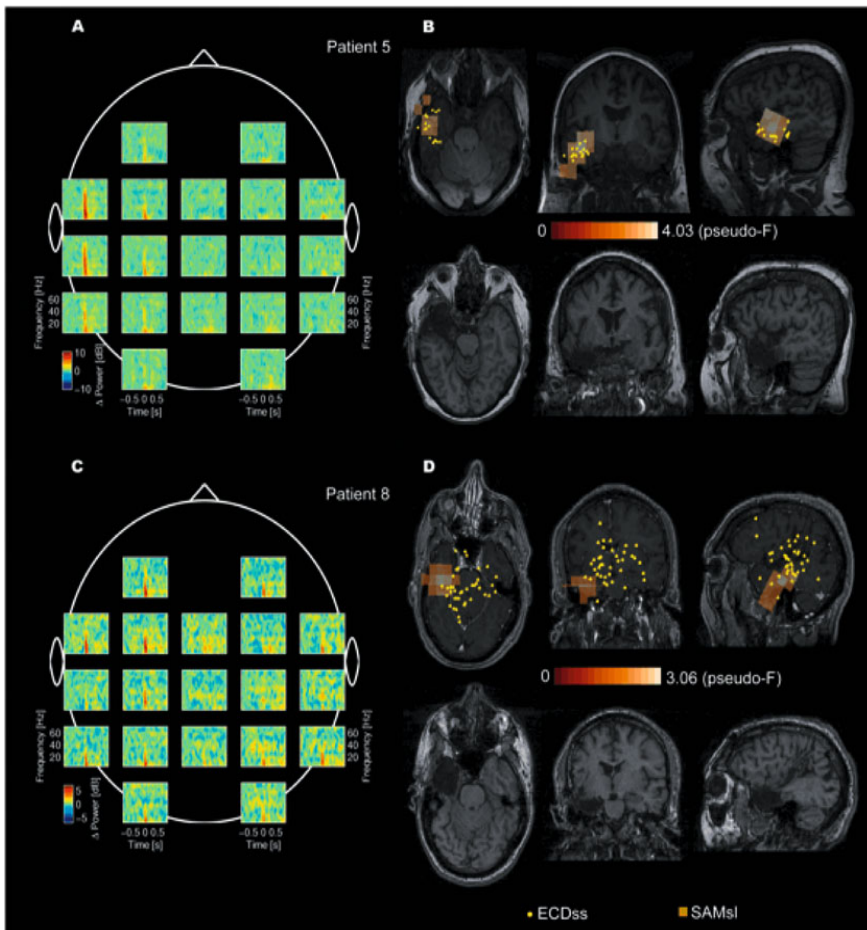 A
Patient 5
B
Frequency [Hz]
60
40
20
60
40
20
Frequency [Hz]
10
0
-10
Δ Power [dB]
-0.5 0 0.5
Time [s]
-0.5 0 0.5
Time [s]
0
4.03 (pseudo-F)
C
Patient 8
D
Frequency [Hz]
60
40
20
60
40
20
Frequency [Hz]
5
0
-5
Δ Power [dB]
-0.5 0 0.5
Time [s]
-0.5 0 0.5
Time [s]
0
3.06 (pseudo-F)
ECDss
SAMsl